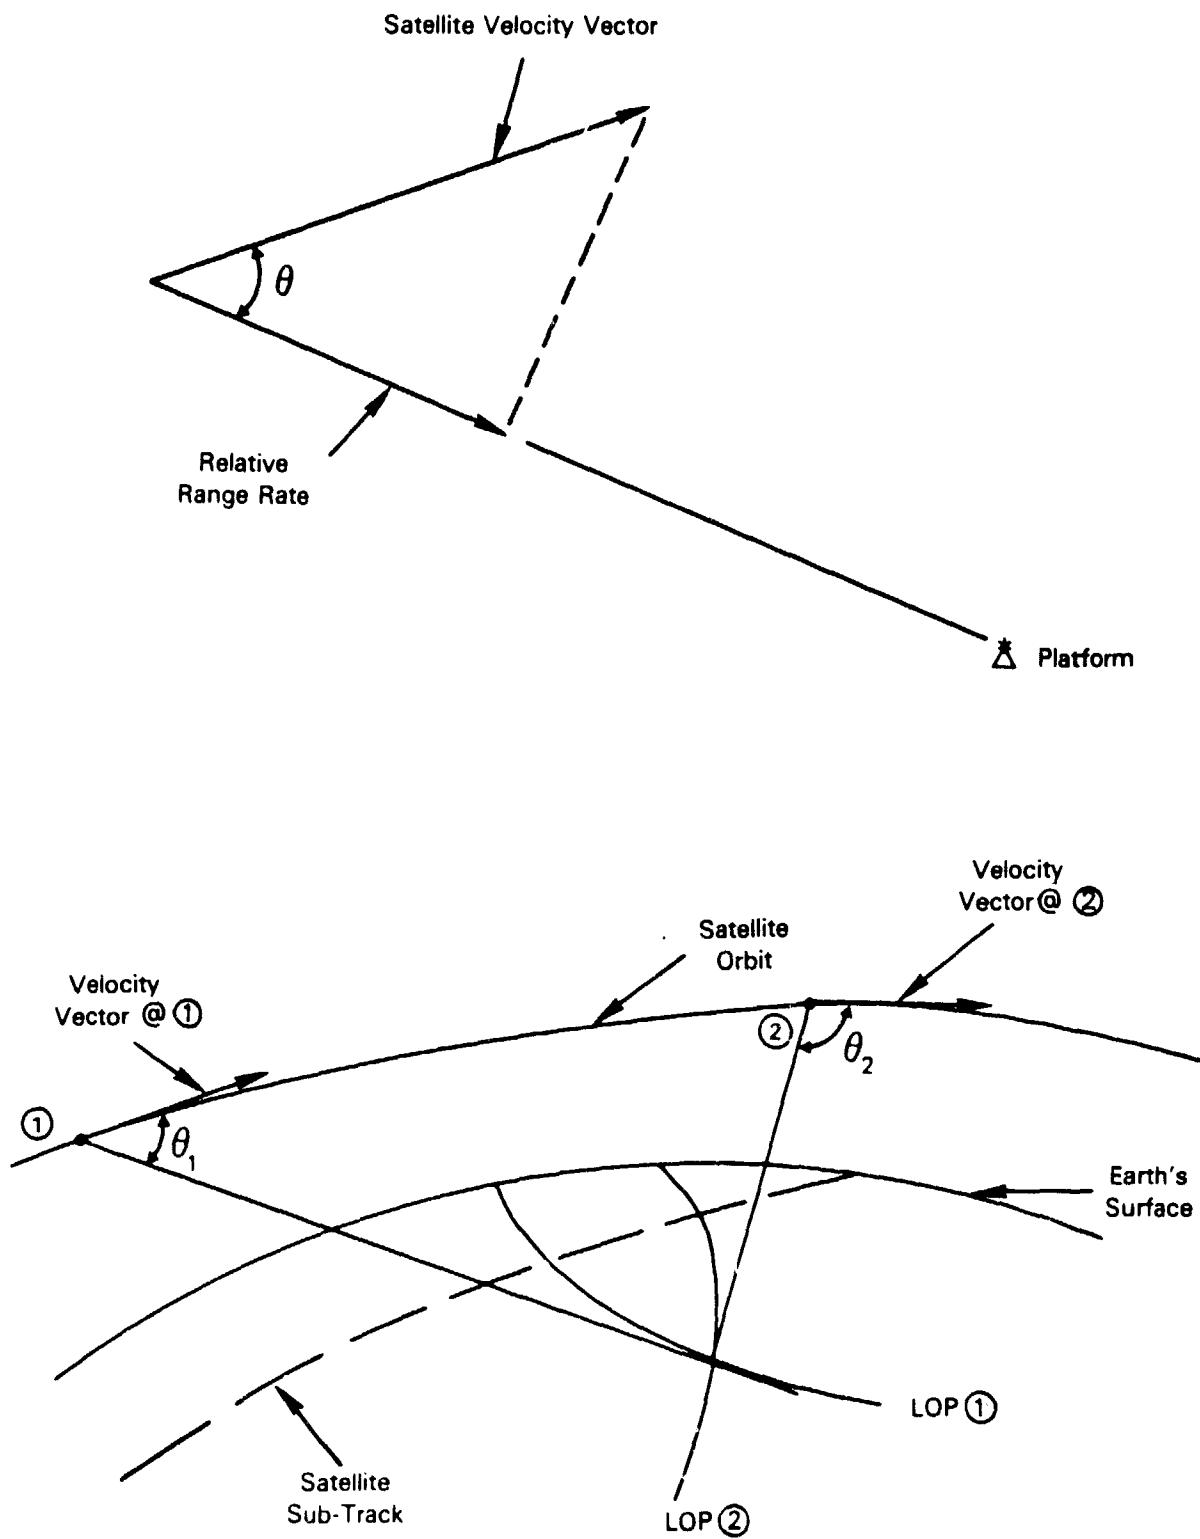 Satellite Velocity Vector
θ
Relative
Range Rate
Platform
Velocity
Vector @ ②
Satellite
Orbit
Velocity
Vector @ ①
②
θ₂
①
θ₁
Earth's
Surface
LOP ①
Satellite
Sub-Track
LOP ②